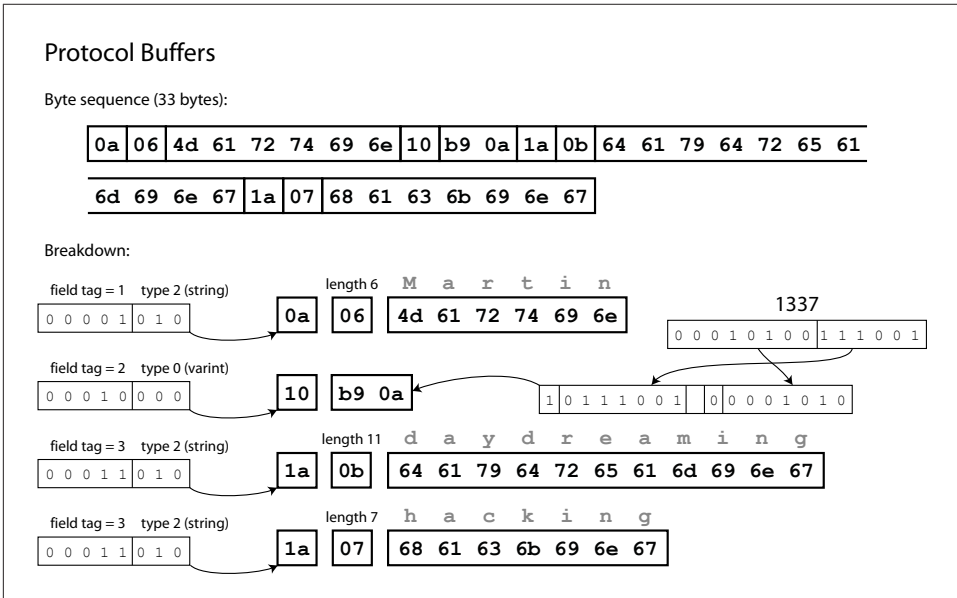 Protocol Buffers
Byte sequence (33 bytes):
0a 06 4d 61 72 74 69 6e 10 b9 0a 1a 0b 64 61 79 64 72 65 61
6d 69 6e 67 1a 07 68 61 63 6b 69 6e 67
Breakdown:
field tag = 1 type 2 (string) length 6 M a r t i n
0 0 0 0 1 0 1 0 0a 06 4d 61 72 74 69 6e
1337
0 0 0 1 0 1 0 0 1 1 1 0 0 1
field tag = 2 type 0 (varint)
0 0 0 1 0 0 0 0 10 b9 0a 1 0 1 1 1 0 0 1 0 0 0 0 1 0 1 0
field tag = 3 type 2 (string) length 11 d a y d r e a m i n g
0 0 0 1 1 0 1 0 1a 0b 64 61 79 64 72 65 61 6d 69 6e 67
field tag = 3 type 2 (string) length 7 h a c k i n g
0 0 0 1 1 0 1 0 1a 07 68 61 63 6b 69 6e 67